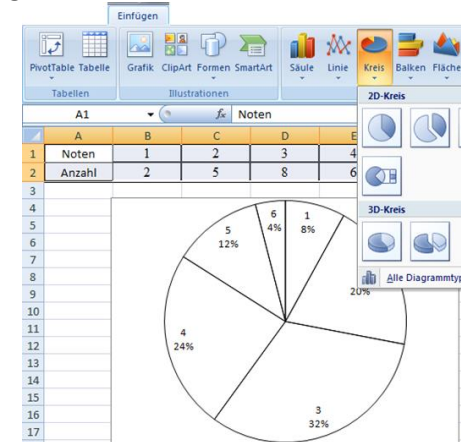 Einfügen
PivotTable Tabelle Grafik ClipArt Formen SmartArt Säule Linie Kreis Balken Fläche
Tabellen Illustrationen
2D-Kreis
A1 fx Noten
A B C D E
1 Noten 1 2 3 4
2 Anzahl 2 5 8 6
3
3D-Kreis
4
5
6
7
8
9
10
11
12
13
14
15
16
17
Alle Diagrammtyp
6
4%
1
8%
5
12%
20%
4
24%
3
32%